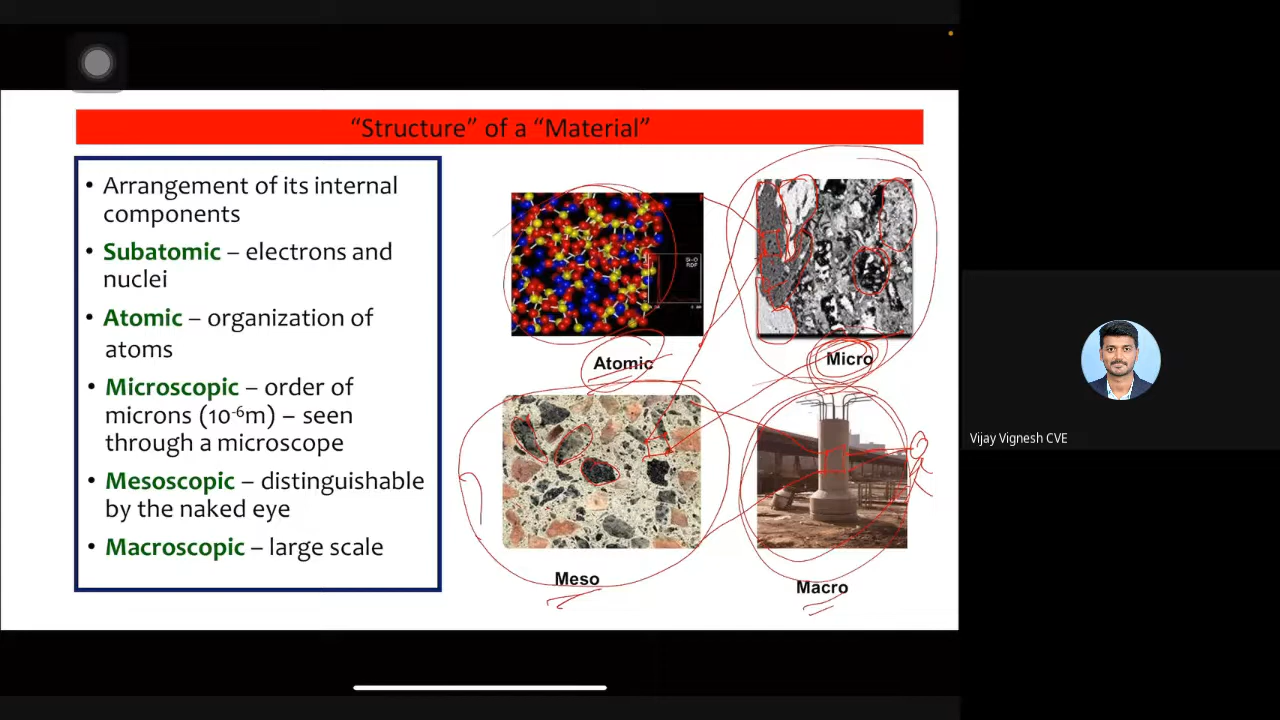 “Structure” of a “Material”
• Arrangement of its internal
components
• Subatomic – electrons and
nuclei
• Atomic – organization of
atoms
• Microscopic – order of
microns (10⁻⁶m) – seen
through a microscope
• Mesoscopic – distinguishable
by the naked eye
• Macroscopic – large scale
Atomic
Micro
Meso
Macro
Vijay Vignesh CVE